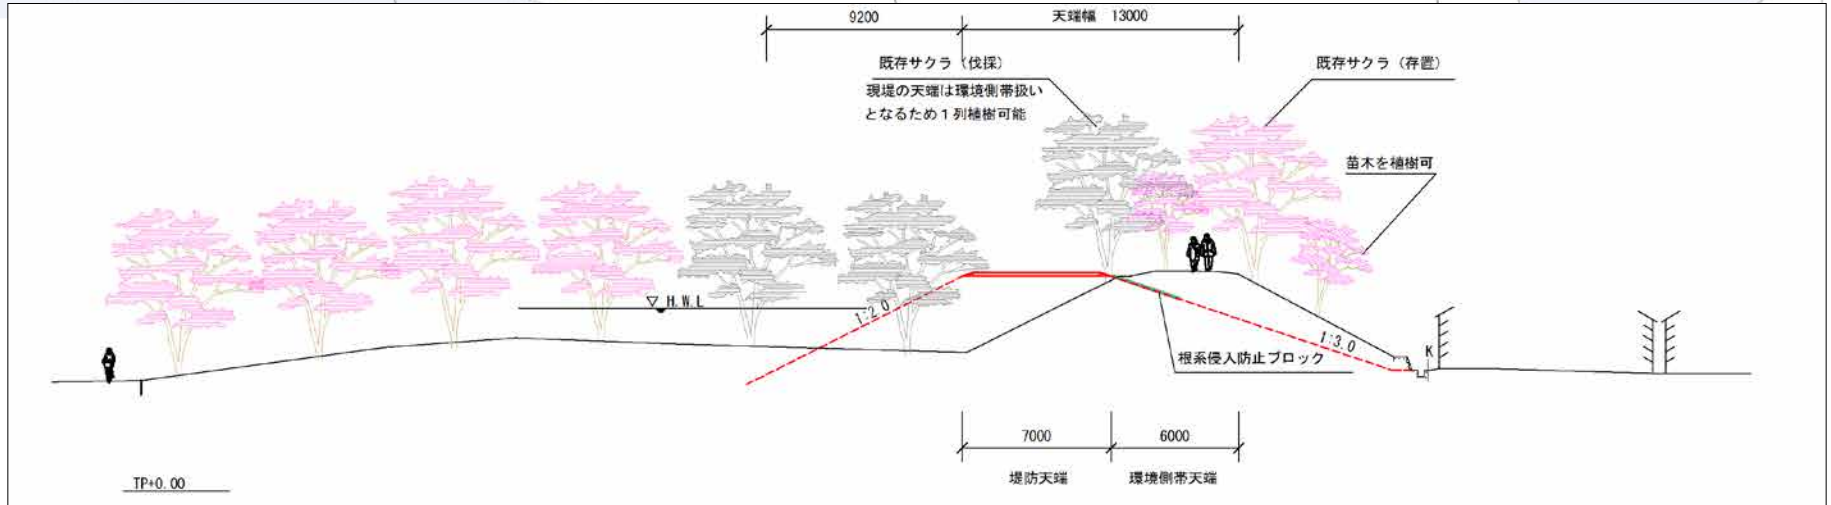 9200
天端幅 13000
既存サクラ（伐採）
現堤の天端は環境側帯扱い
となるため１列植樹可能
既存サクラ（存置）
苗木を植樹可
H.W.L
1:2.0
1:3.0
K
根系侵入防止ブロック
7000
6000
堤防天端
環境側帯天端
TP+0.00